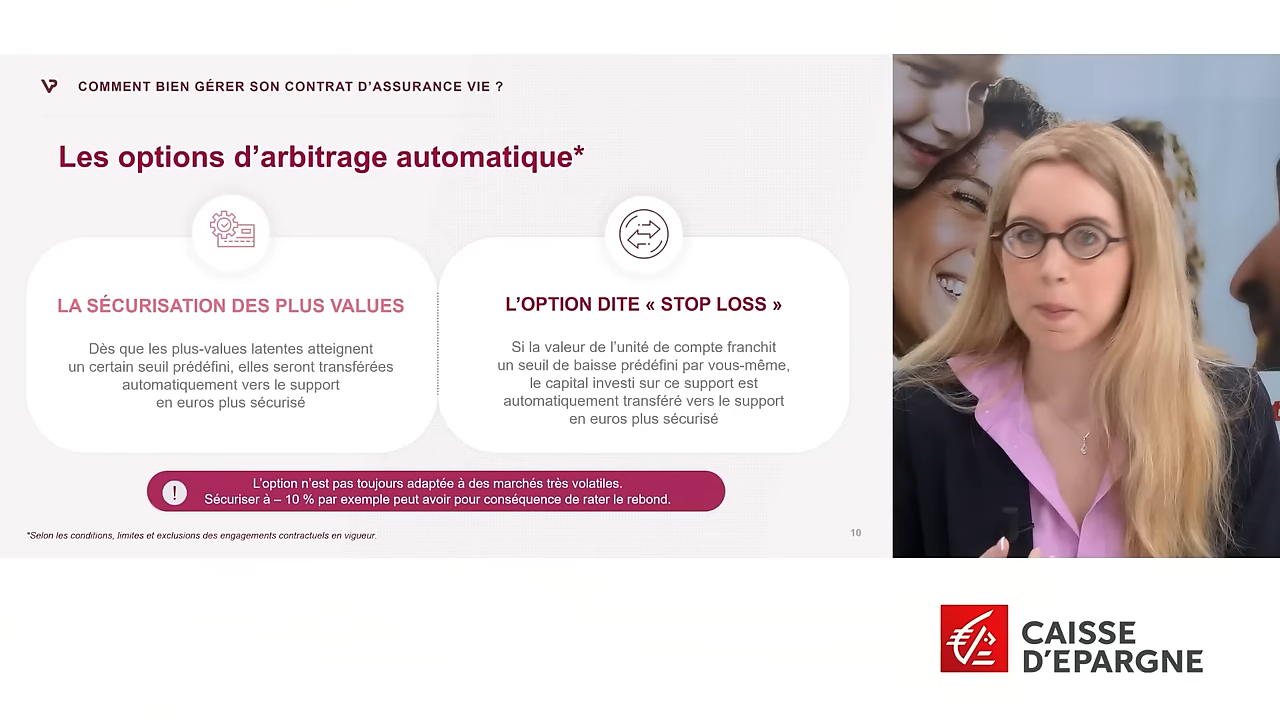 COMMENT BIEN GÉRER SON CONTRAT D'ASSURANCE VIE ?
Les options d'arbitrage automatique*
LA SÉCURISATION DES PLUS VALUES
Dès que les plus-values latentes atteignent
un certain seuil prédéfini, elles seront transférées
automatiquement vers le support
en euros plus sécurisé
L'OPTION DITE « STOP LOSS »
Si la valeur de l'unité de compte franchit
un seuil de baisse prédéfini par vous-même,
le capital investi sur ce support est
automatiquement transféré vers le support
en euros plus sécurisé
!
L'option n'est pas toujours adaptée à des marchés très volatiles.
Sécuriser à – 10 % par exemple peut avoir pour conséquence de rater le rebond.
*Selon les conditions, limites et exclusions des engagements contractuels en vigueur.
10
CAISSE
D'EPARGNE